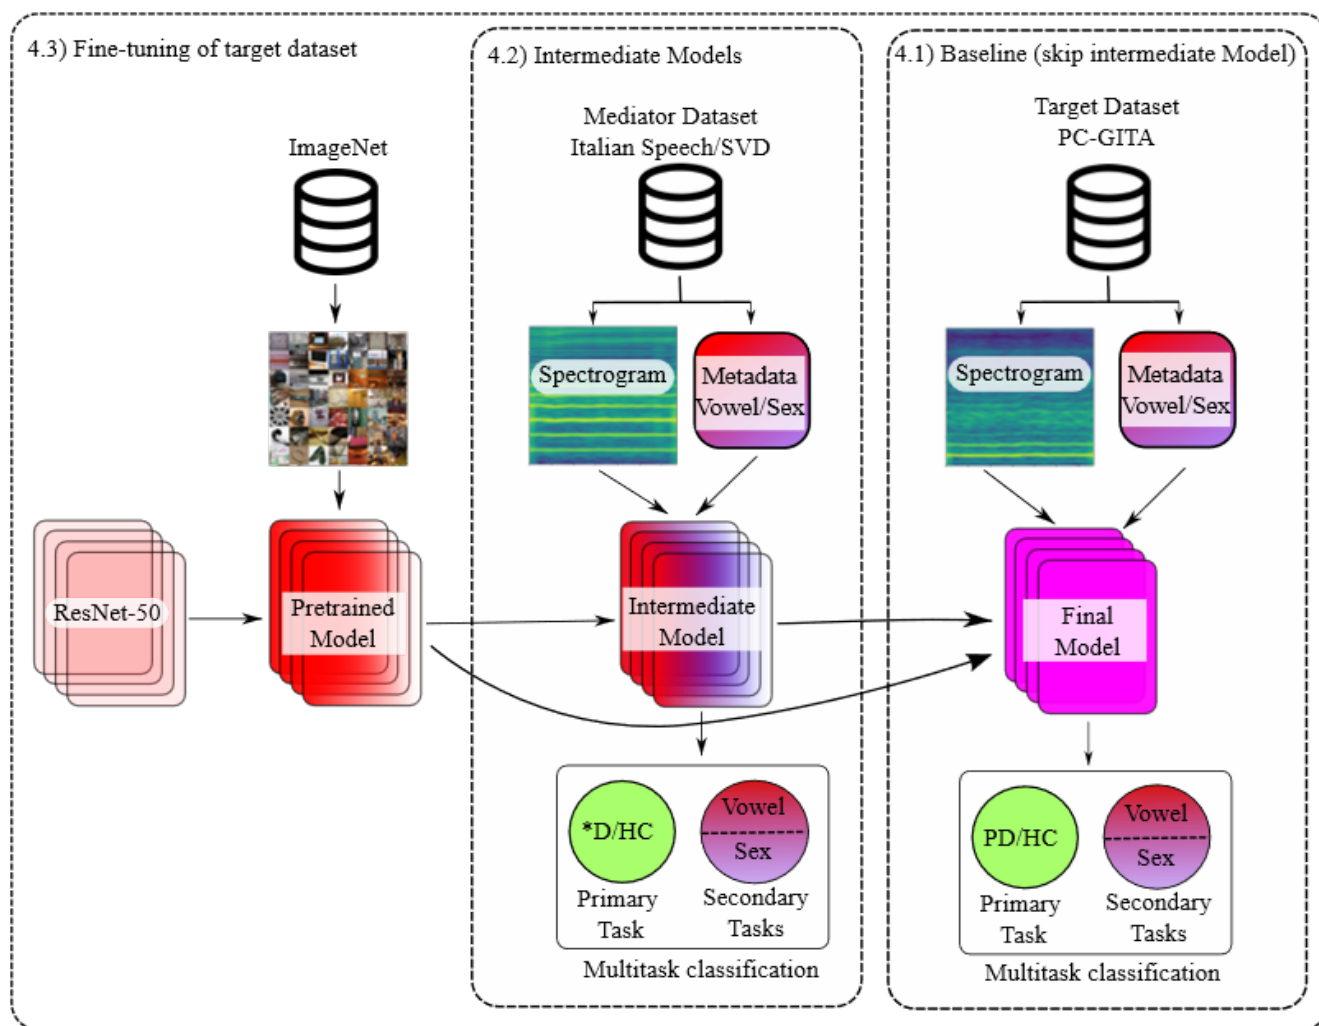 4.3) Fine-tuning of target dataset
4.2) Intermediate Models
4.1) Baseline (skip intermediate Model)
ImageNet
Mediator Dataset
Italian Speech/SVD
Target Dataset
PC-GITA
Spectrogram
Metadata
Vowel/Sex
Spectrogram
Metadata
Vowel/Sex
ResNet-50
Pretrained
Model
Intermediate
Model
Final
Model
*D/HC
Vowel
Sex
Primary
Task
Secondary
Tasks
Multitask classification
PD/HC
Vowel
Sex
Primary
Task
Secondary
Tasks
Multitask classification